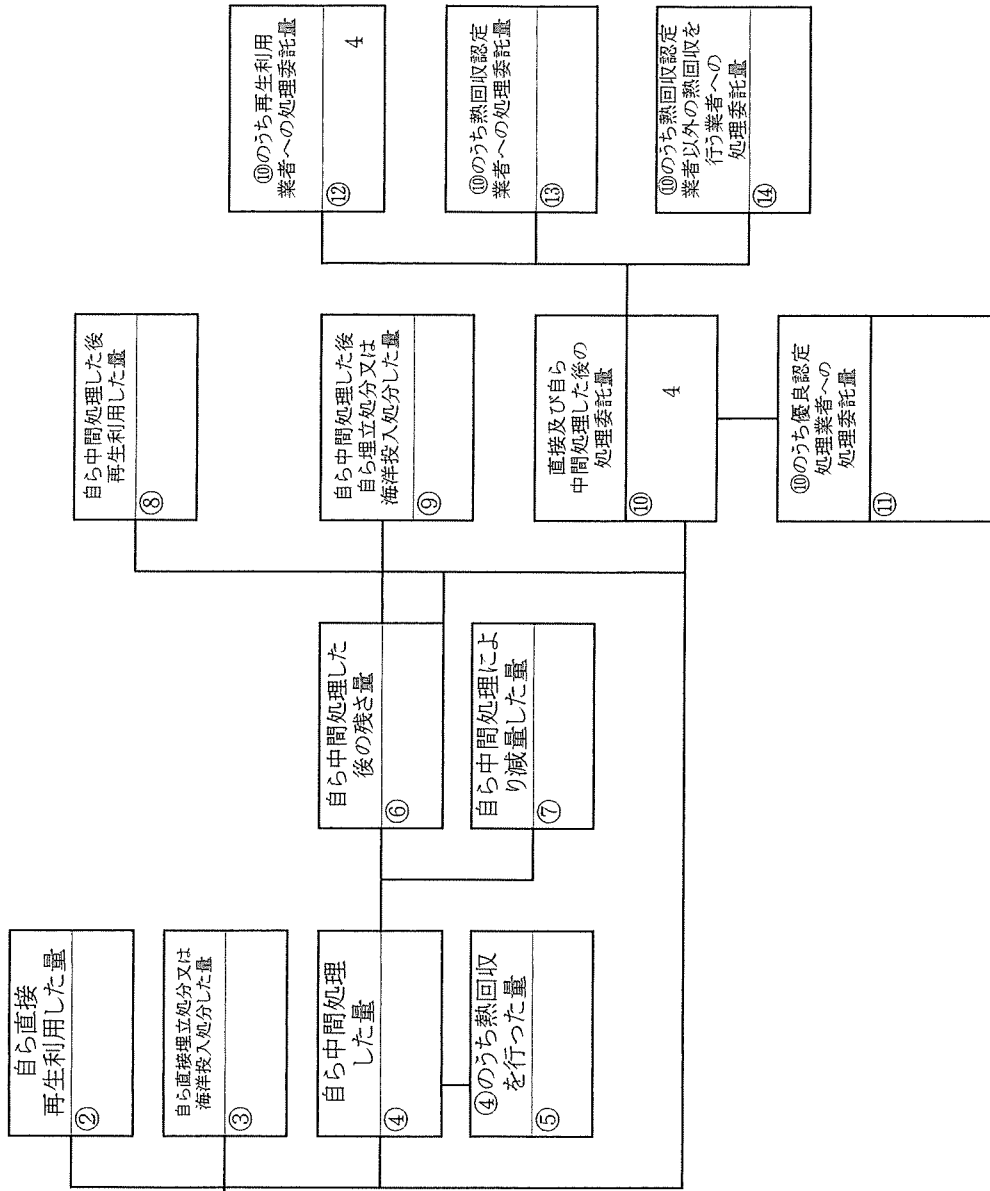 自ら直接
再生利用した量
②
自ら直接埋立処分又は
海洋投入処分した量
③
自ら中間処理
した量
④
④のうち熱回収
を行った量
⑤
自ら中間処理した
後の残さ量
⑥
自ら中間処理によ
り減量した量
⑦
自ら中間処理した後
再生利用した量
⑧
自ら中間処理した後
自ら埋立処分又は
海洋投入処分した量
⑨
直接及び自ら
中間処理した後の
処理委託量
⑩
4
⑩のうち優良認定
処理業者への
処理委託量
⑪
⑩のうち再生利用
業者への処理委託量
⑫
4
⑩のうち熱回収認定
業者への処理委託量
⑬
⑩のうち熱回収認定
業者以外の熱回収を
行う業者への
処理委託量
⑭